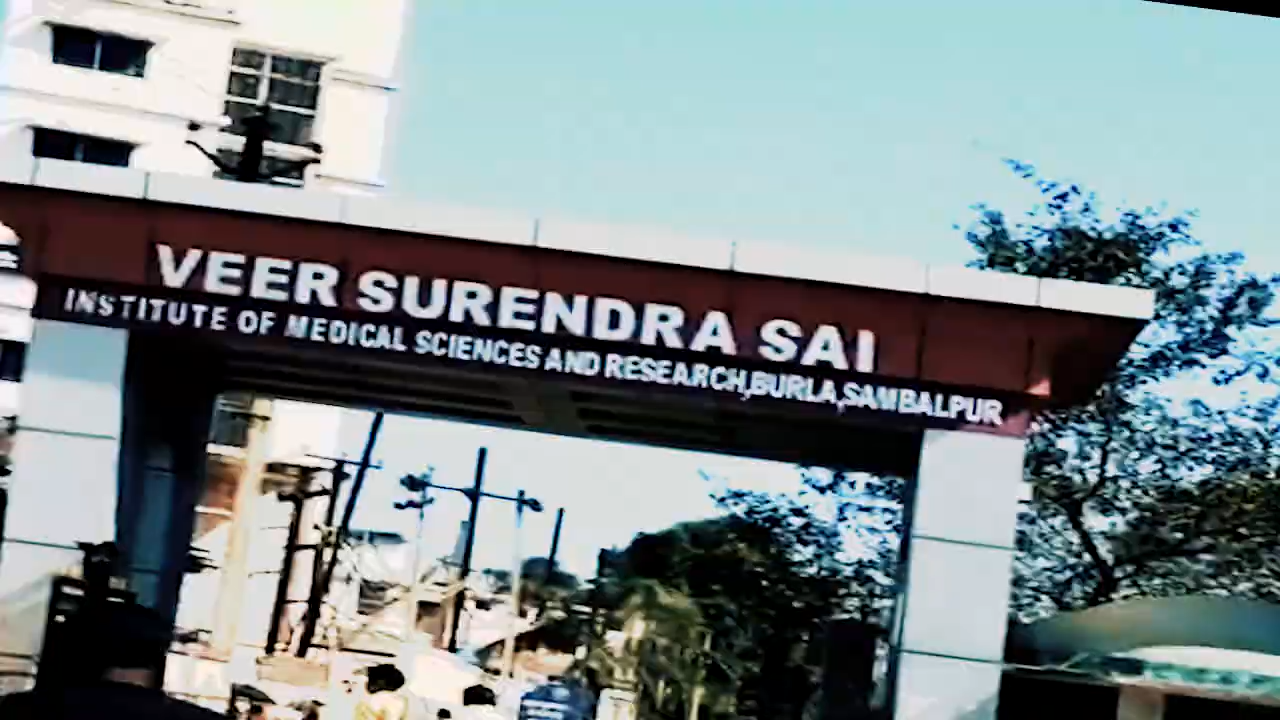 VEER SURENDRA SAI
INSTITUTE OF MEDICAL SCIENCES AND RESEARCH,BURLA,SAMBALPUR